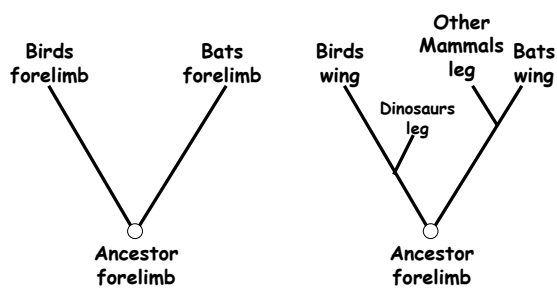 Birds
forelimb
Bats
forelimb
Ancestor
forelimb
Birds
wing
Dinosaurs
leg
Other
Mammals
leg
Bats
wing
Ancestor
forelimb